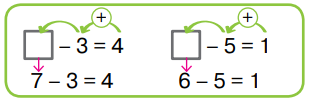 + +
□ – 3 = 4 □ – 5 = 1
7 – 3 = 4 6 – 5 = 1